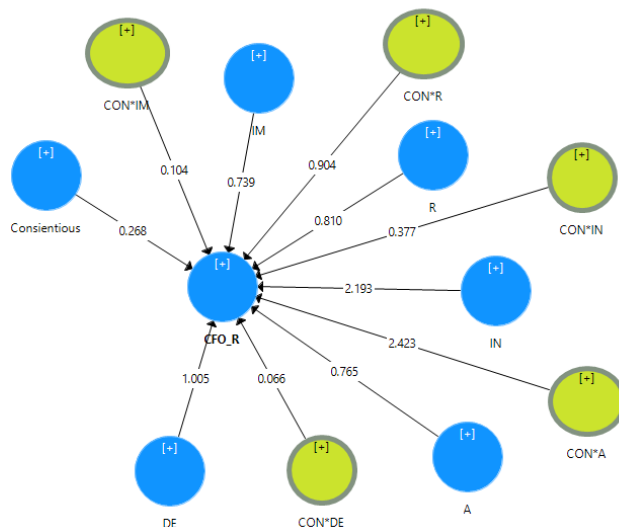 [+]
CON*IM
[+]
IM
[+]
CON*R
[+]
R
[+]
CON*IN
[+]
Consientious
0.104
0.739
0.904
0.810
0.377
0.268
[+]
CFO_R
2.193
[+]
IN
2.423
[+]
CON*A
1.005
0.066
0.765
[+]
DE
[+]
CON*DE
[+]
A